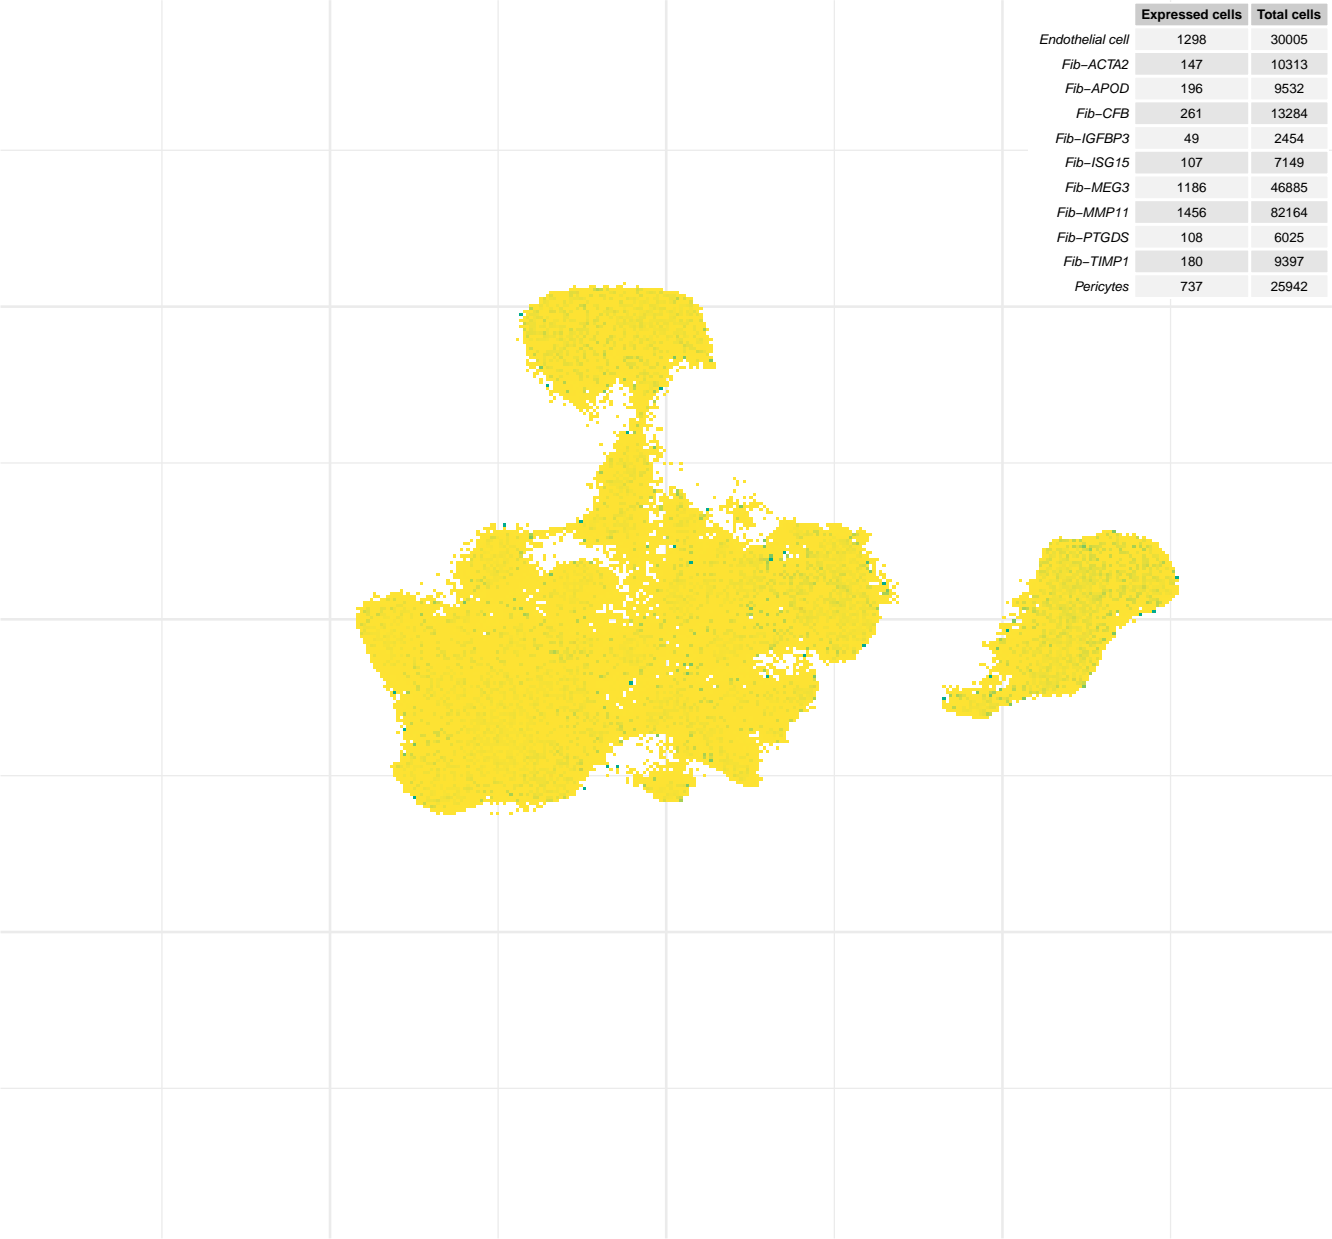 Expressed cells Total cells
Endothelial cell 1298 30005
Fib−ACTA2 147 10313
Fib−APOD 196 9532
Fib−CFB 261 13284
Fib−IGFBP3 49 2454
Fib−ISG15 107 7149
Fib−MEG3 1186 46885
Fib−MMP11 1456 82164
Fib−PTGDS 108 6025
Fib−TIMP1 180 9397
Pericytes 737 25942